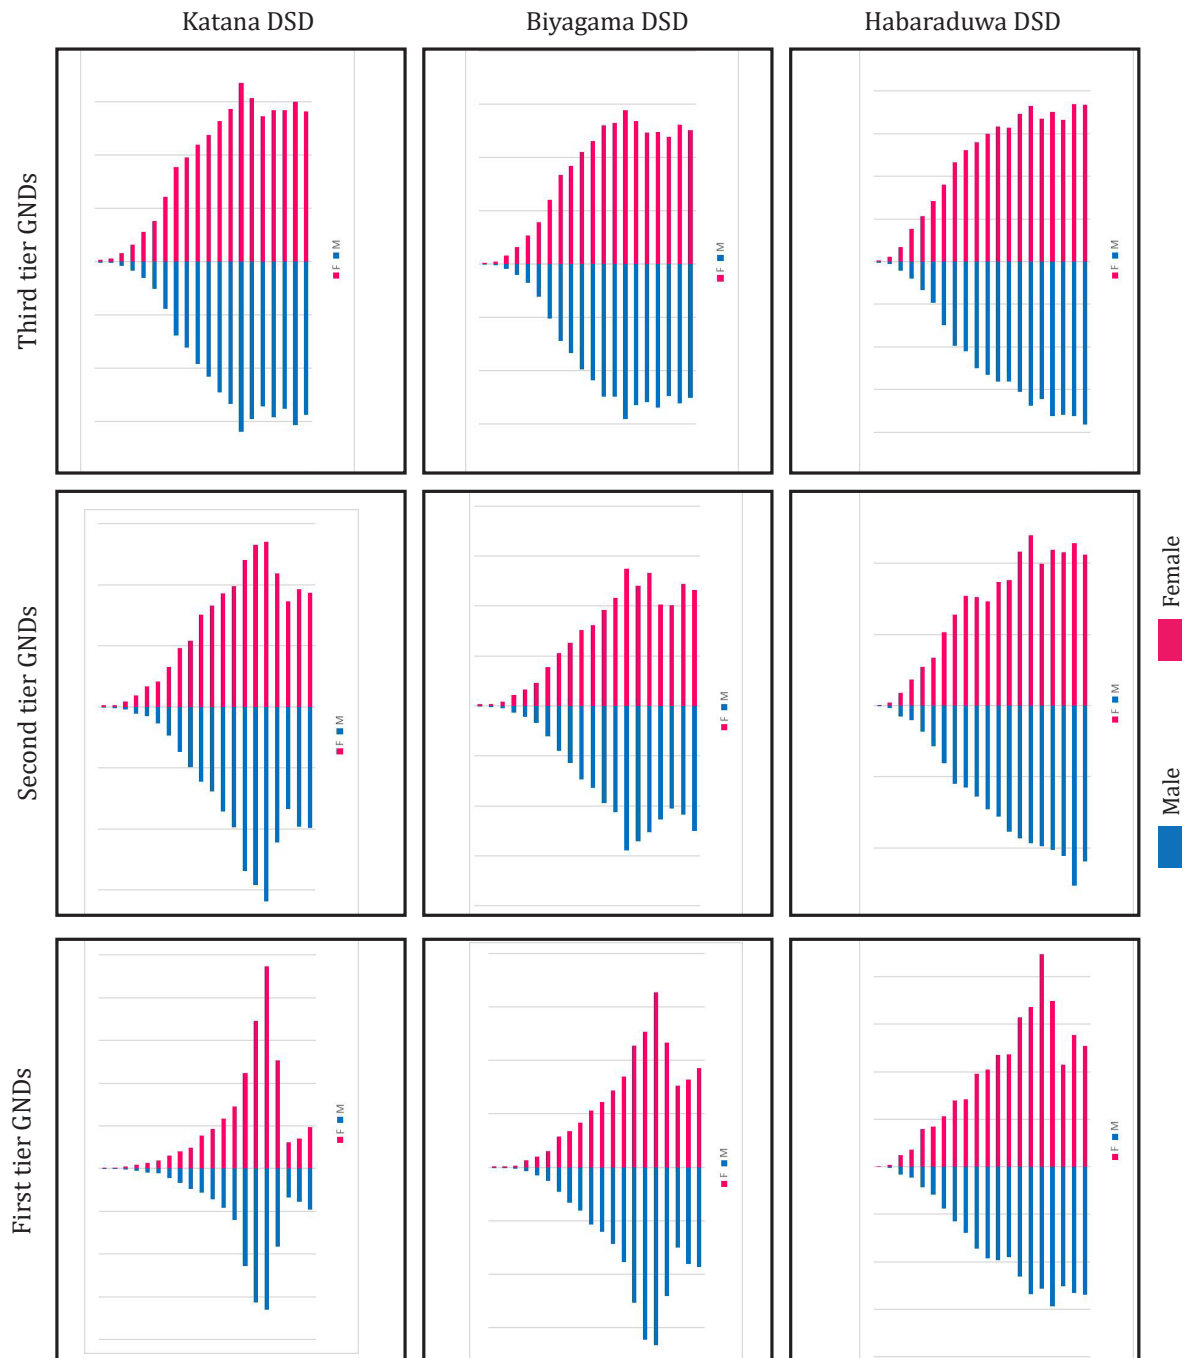 Katana DSD
Biyagama DSD
Habaraduwa DSD
Third tier GNDs
F M
F M
F M
Second tier GNDs
F M
F M
F M
Female
Male
First tier GNDs
F M
F M
F M